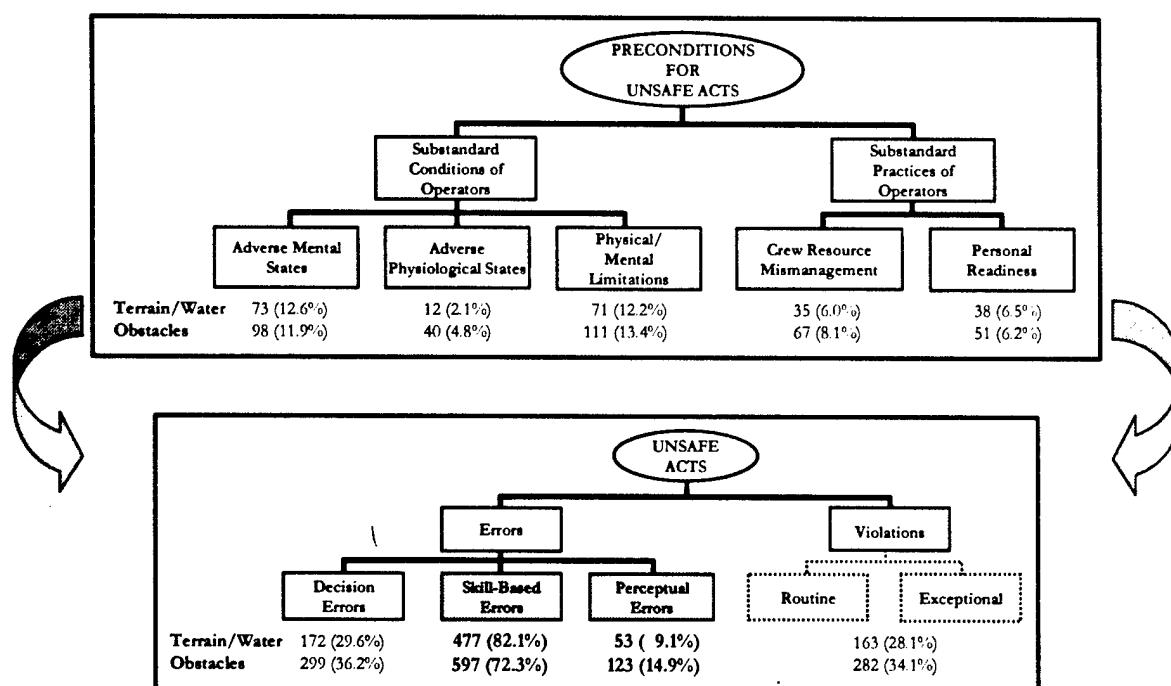 PRECONDITIONS
FOR
UNSAFE ACTS
Substandard
Conditions of
Operators
Substandard
Practices of
Operators
Adverse Mental
States
Adverse
Physiological States
Physical/
Mental
Limitations
Crew Resource
Mismanagement
Personal
Readiness
Terrain/Water 73 (12.6%) 12 (2.1%) 71 (12.2%) 35 (6.0%) 38 (6.5%)
Obstacles 98 (11.9%) 40 (4.8%) 111 (13.4%) 67 (8.1%) 51 (6.2%)
UNSAFE
ACTS
Errors
Violations
Decision
Errors
Skill-Based
Errors
Perceptual
Errors
Routine
Exceptional
Terrain/Water 172 (29.6%) 477 (82.1%) 53 ( 9.1%) 163 (28.1%)
Obstacles 299 (36.2%) 597 (72.3%) 123 (14.9%) 282 (34.1%)